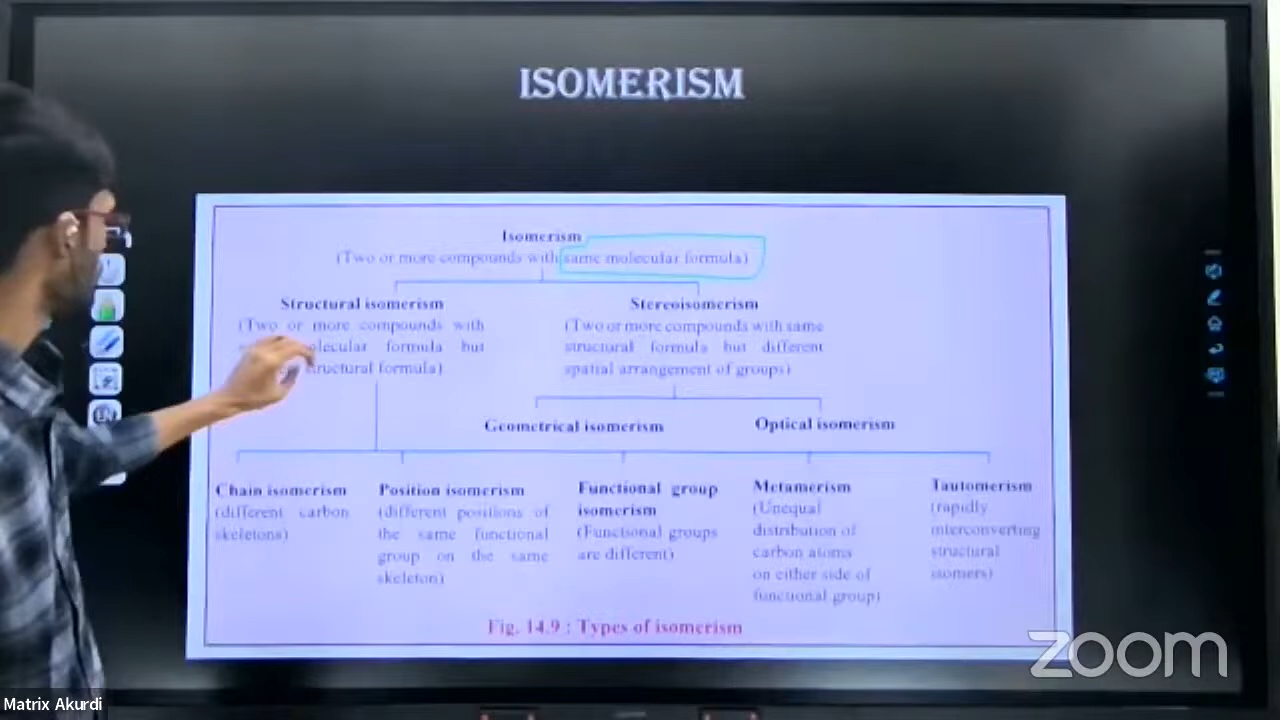 ISOMERISM
Isomerism
(Two or more compounds with same molecular formula)
Structural isomerism
(Two or more compounds with
molecular formula but
structural formula)
Stereoisomerism
(Two or more compounds with same
structural formula but different
spatial arrangement of groups)
Geometrical isomerism
Optical isomerism
Chain isomerism
(different carbon
skeletons)
Position isomerism
(different positions of
the same functional
group on the same
skeleton)
Functional group
isomerism
(Functional groups
are different)
Metamerism
(Unequal
distribution of
carbon atoms
on either side of
functional group)
Tautomerism
(rapidly
interconverting
structural
isomers)
Fig. 14.9 : Types of isomerism
zoom
Matrix Akurdi